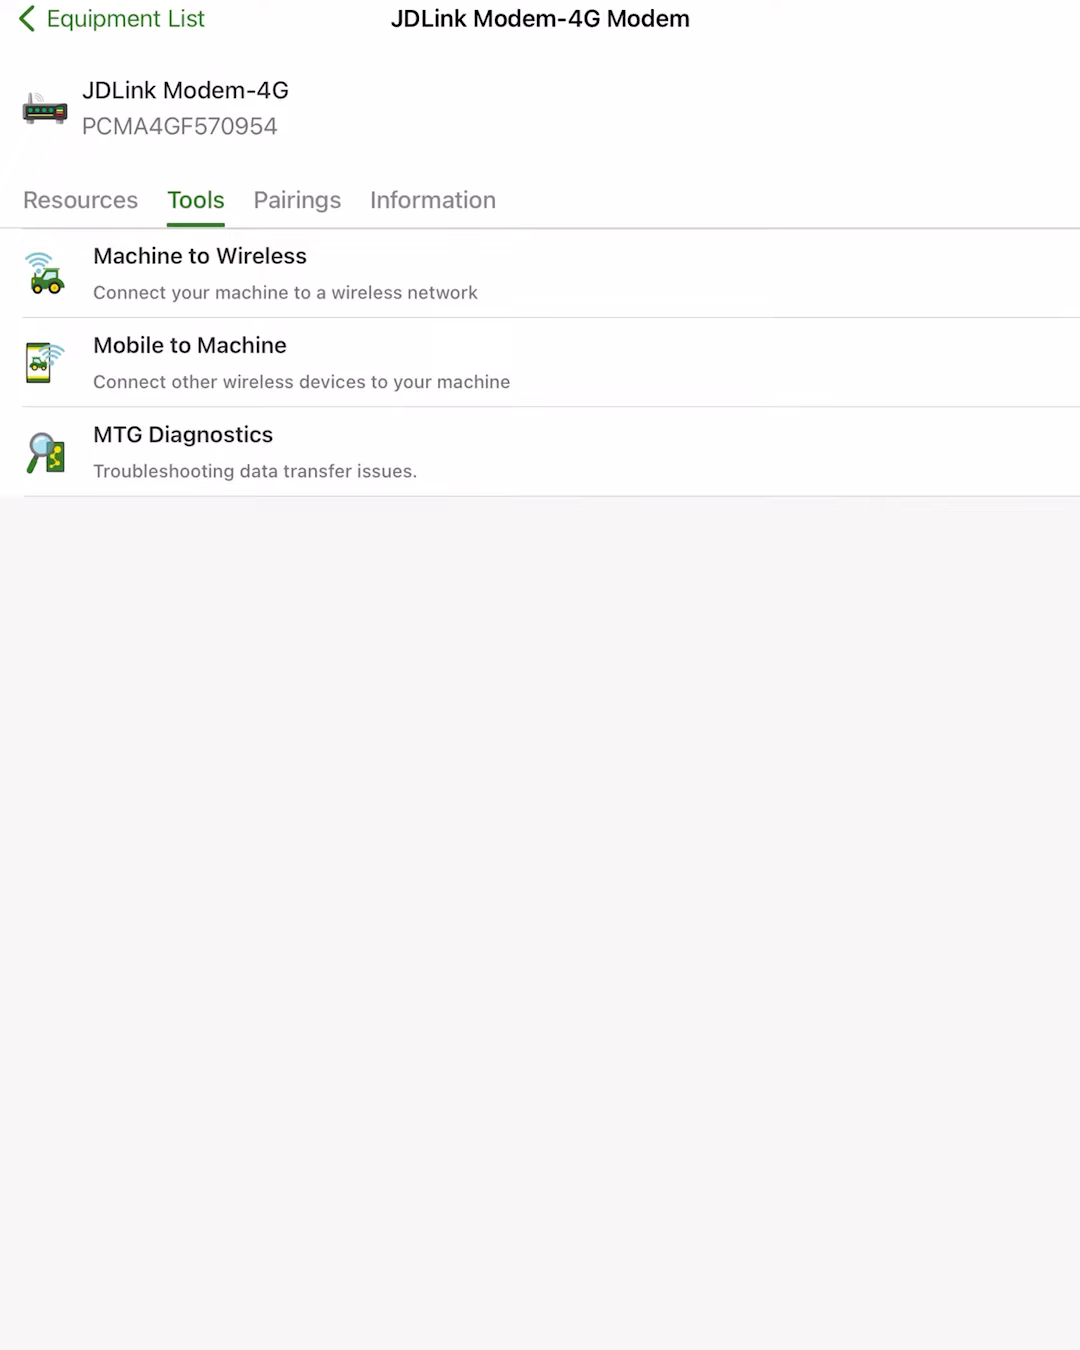 Equipment List
JDLink Modem-4G Modem
JDLink Modem-4G
PCMA4GF570954
Resources Tools Pairings Information
Machine to Wireless
Connect your machine to a wireless network
Mobile to Machine
Connect other wireless devices to your machine
MTG Diagnostics
Troubleshooting data transfer issues.